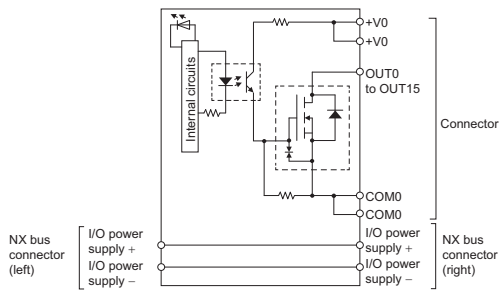 +V0
+V0
Internal circuits
OUT0
to OUT15
Connector
COM0
COM0
NX bus
connector
(left)
I/O power
supply +
I/O power
supply −
I/O power
supply +
I/O power
supply −
NX bus
connector
(right)